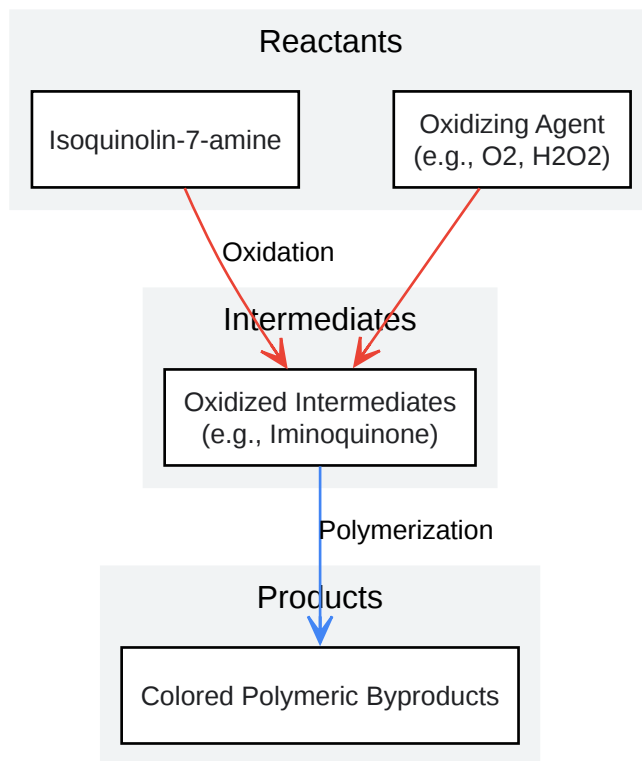 Reactants
Isoquinolin-7-amine
Oxidizing Agent
(e.g., O2, H2O2)
Oxidation
Intermediates
Oxidized Intermediates
(e.g., Iminoquinone)
Polymerization
Products
Colored Polymeric Byproducts